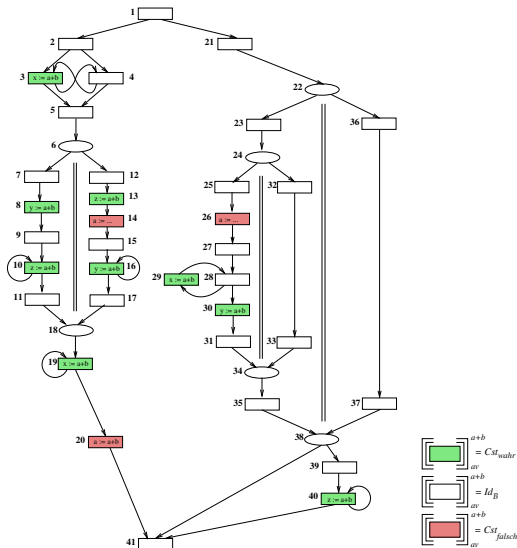 1
2
21
3 x := a+b
4
22
5
23
36
6
24
7
12
25
32
8 y := a+b
z := a+b 13
26 a := ...
a := ... 14
9
15
27
10 z := a+b
y := a+b 16
29 x := a+b
28
11
17
30 y := a+b
18
31
33
19 x := a+b
34
35
37
20 a := a+b
38
39
40 z := a+b
41
a+b
av
= Cst wahr
a+b
av
= Id B
a+b
av
= Cst falsch